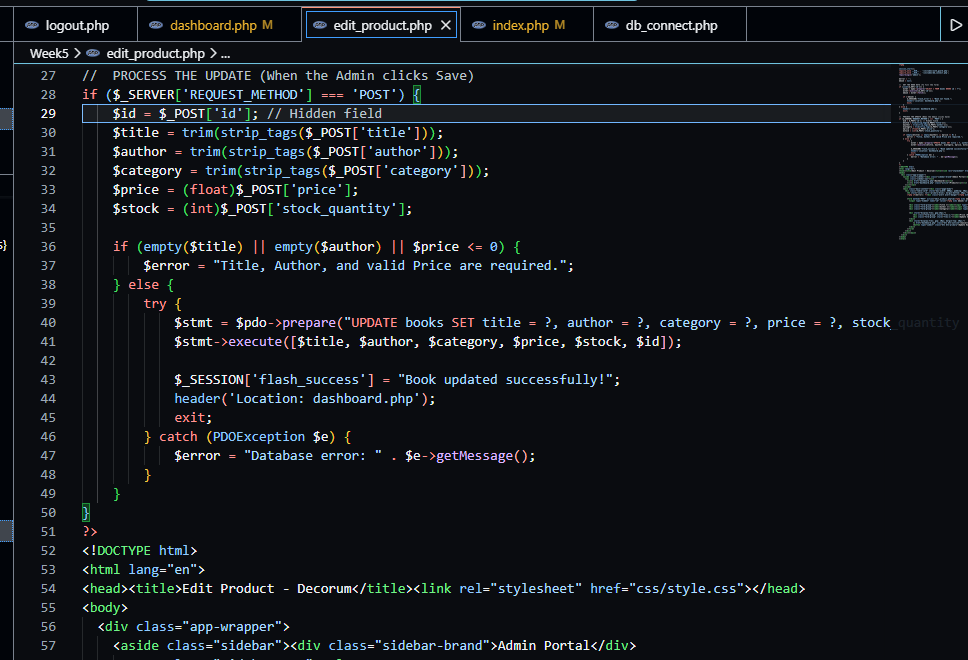 logout.php
dashboard.php M
edit_product.php
index.php M
db_connect.php
Week5 > edit_product.php > ...
27 //  PROCESS THE UPDATE (When the Admin clicks Save)
28 if ($_SERVER['REQUEST_METHOD'] === 'POST') {
29 $id = $_POST['id']; // Hidden field
30 $title = trim(strip_tags($_POST['title']));
31 $author = trim(strip_tags($_POST['author']));
32 $category = trim(strip_tags($_POST['category']));
33 $price = (float)$_POST['price'];
34 $stock = (int)$_POST['stock_quantity'];
35
36 if (empty($title) || empty($author) || $price <= 0) {
37 $error = "Title, Author, and valid Price are required.";
38 } else {
39 try {
40 $stmt = $pdo->prepare("UPDATE books SET title = ?, author = ?, category = ?, price = ?, stock_quantity
41 $stmt->execute([$title, $author, $category, $price, $stock, $id]);
42
43 $_SESSION['flash_success'] = "Book updated successfully!";
44 header('Location: dashboard.php');
45 exit;
46 } catch (PDOException $e) {
47 $error = "Database error: " . $e->getMessage();
48 }
49 }
50 }
51 ?>
52 <!DOCTYPE html>
53 <html lang="en">
54 <head><title>Edit Product - Decorum</title><link rel="stylesheet" href="css/style.css"></head>
55 <body>
56 <div class="app-wrapper">
57 <aside class="sidebar"><div class="sidebar-brand">Admin Portal</div>